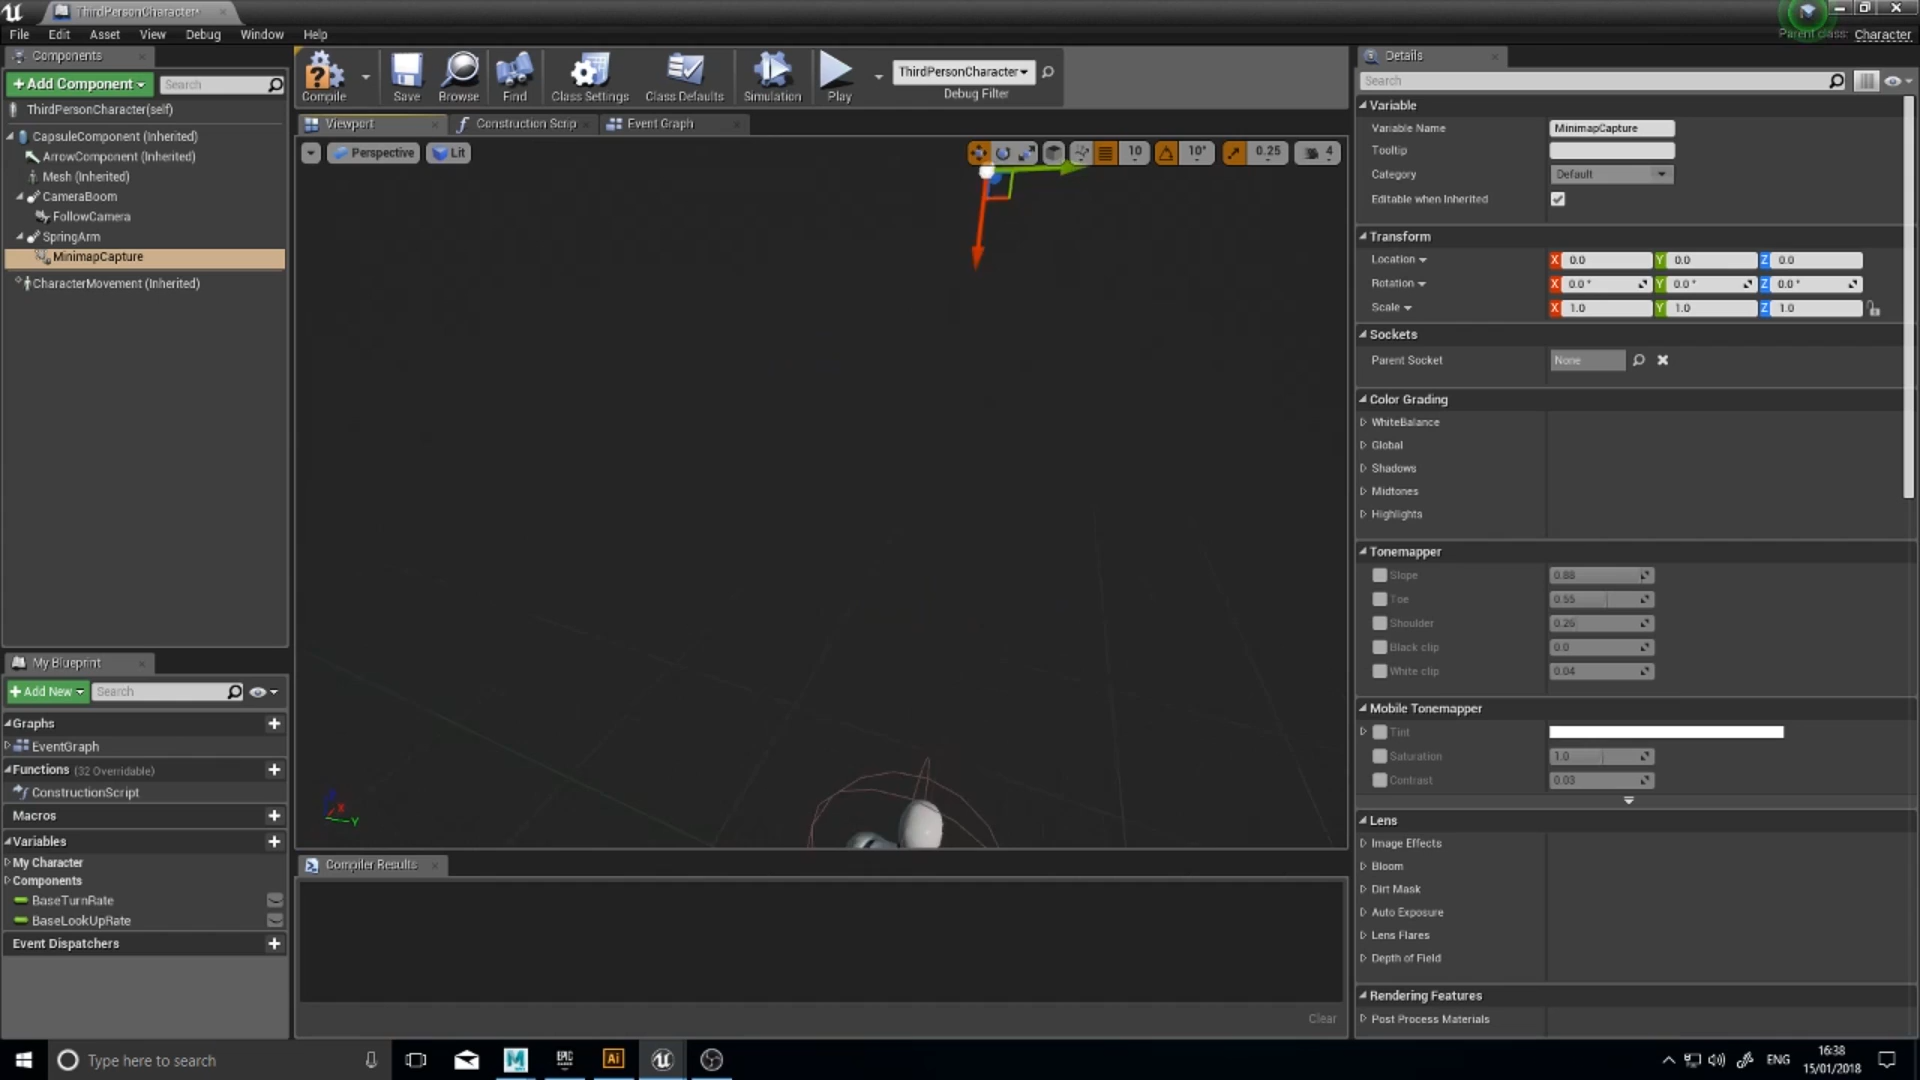 ThirdPersonCharacter*
Parent class: Character
File Edit Asset View Debug Window Help
Components
+ Add Component
Search
ThirdPersonCharacter(self)
CapsuleComponent (Inherited)
ArrowComponent (Inherited)
Mesh (Inherited)
CameraBoom
FollowCamera
SpringArm
MinimapCapture
CharacterMovement (Inherited)
My Blueprint
+ Add New
Search
Graphs
EventGraph
Functions (32 Overridable)
ConstructionScript
Macros
Variables
My Character
Components
BaseTurnRate
BaseLookUpRate
Event Dispatchers
Compile Save Browse Find Class Settings Class Defaults Simulation Play
ThirdPersonCharacter
Debug Filter
Viewport Construction Scrip Event Graph
Perspective Lit
10 10° 0.25 4
X Y
Compiler Results
Clear
Details
Search
Variable
Variable Name MinimapCapture
Tooltip
Category Default
Editable when Inherited
Transform
Location X 0.0 Y 0.0 Z 0.0
Rotation X 0.0 ° Y 0.0 ° Z 0.0 °
Scale X 1.0 Y 1.0 Z 1.0
Sockets
Parent Socket None
Color Grading
WhiteBalance
Global
Shadows
Midtones
Highlights
Tonemapper
Slope 0.88
Toe 0.55
Shoulder 0.26
Black clip 0.0
White clip 0.04
Mobile Tonemapper
Tint
Saturation 1.0
Contrast 0.03
Lens
Image Effects
Bloom
Dirt Mask
Auto Exposure
Lens Flares
Depth of Field
Rendering Features
Post Process Materials
Type here to search
M
EPIC
Ai
ENG
16:38
15/01/2018